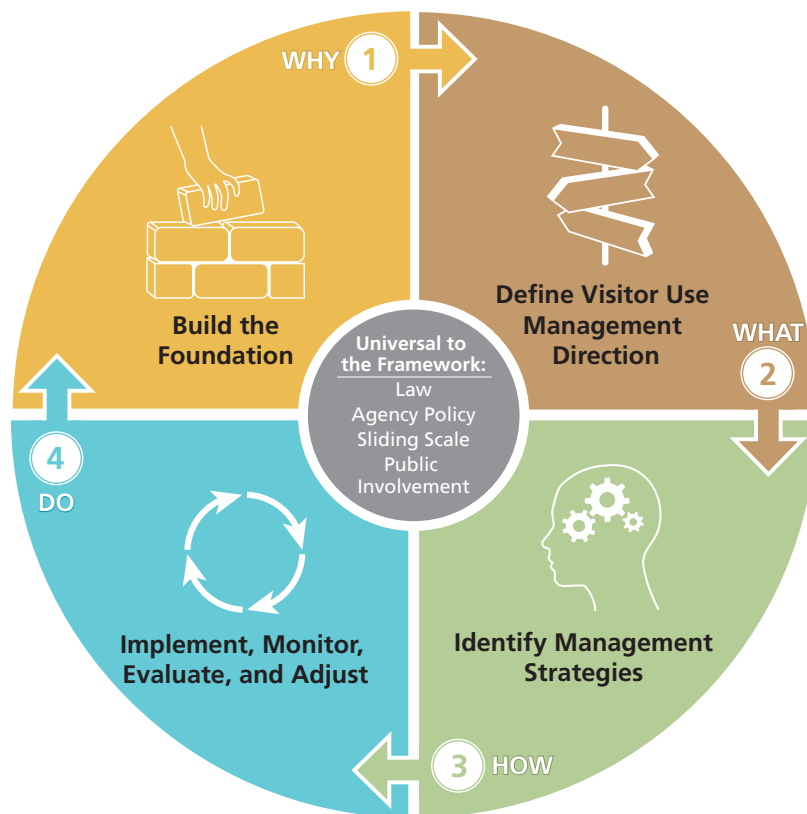 WHY 1
Build the
Foundation
Define Visitor Use
Management
Direction
WHAT
2
Universal to
the Framework:
Law
Agency Policy
Sliding Scale
Public
Involvement
Identify Management
Strategies
3 HOW
Implement, Monitor,
Evaluate, and Adjust
4
DO